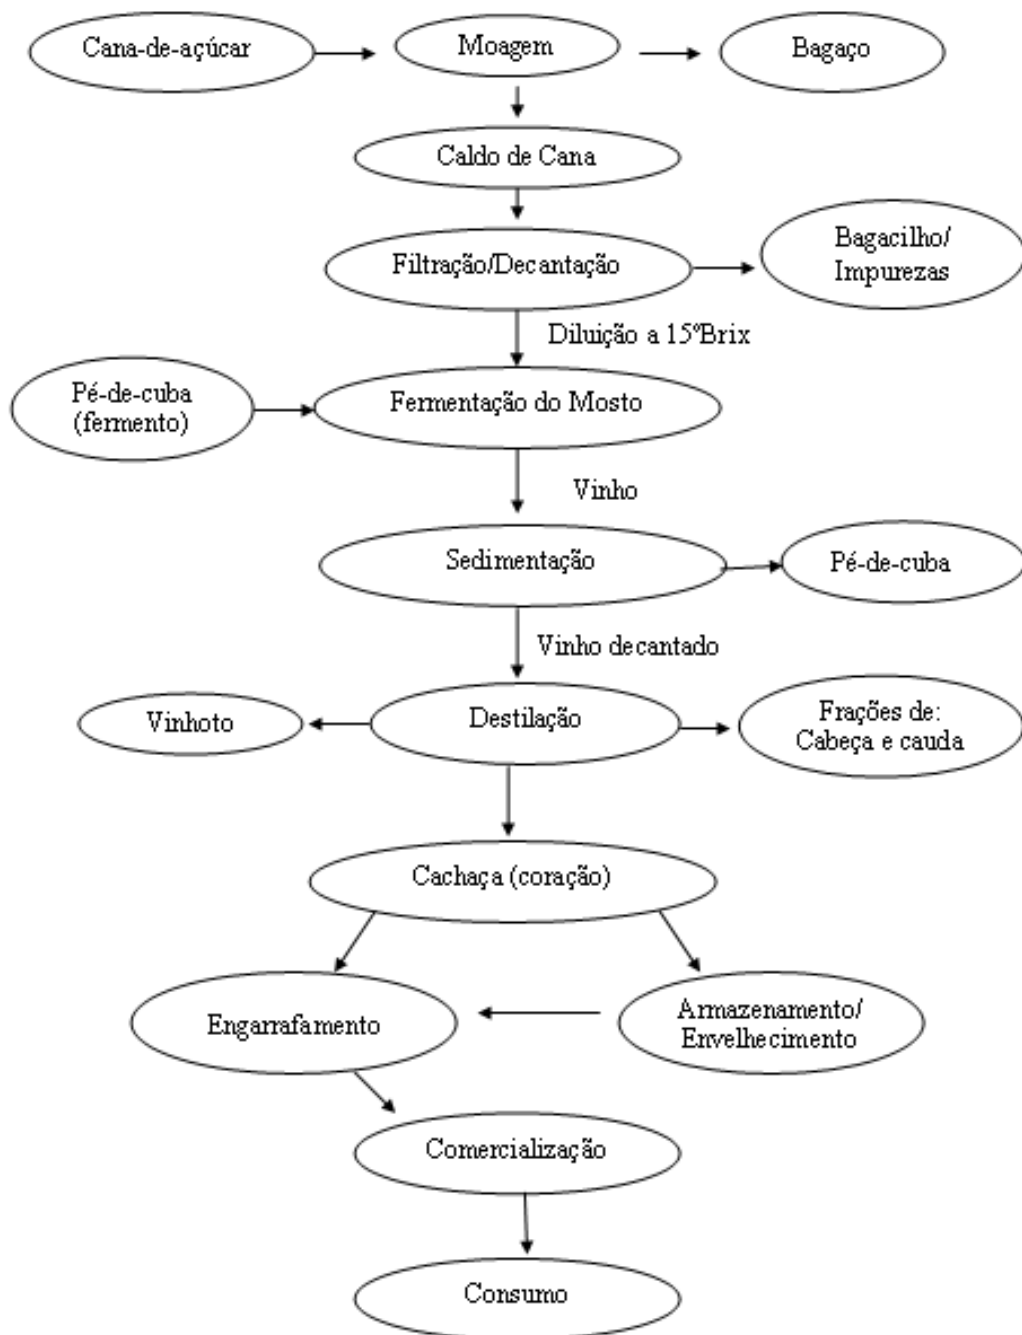 Cana-de-açúcar
Moagem
Bagaço
Caldo de Cana
Filtração/Decantação
Bagacilho/
Impurezas
Diluição a 15ºBrix
Pé-de-cuba
(fermento)
Fermentação do Mosto
Vinho
Sedimentação
Pé-de-cuba
Vinho decantado
Vinhoto
Destilação
Frações de:
Cabeça e cauda
Cachaça (coração)
Engarrafamento
Armazenamento/
Envelhecimento
Comercialização
Consumo